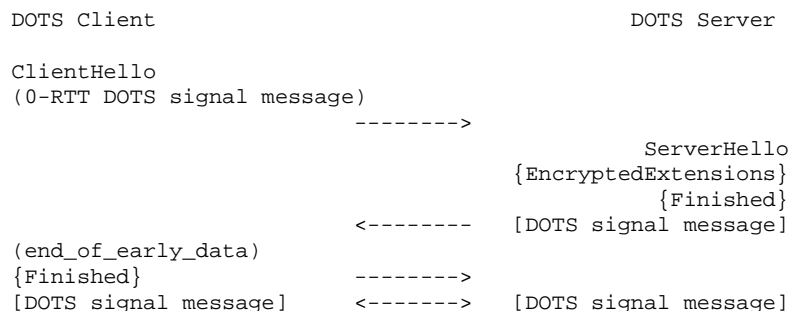 DOTS Client                                    DOTS Server
ClientHello
(0-RTT DOTS signal message)
-------->
ServerHello
{EncryptedExtensions}
{Finished}
<-------- [DOTS signal message]
(end_of_early_data)
{Finished} -------->
[DOTS signal message] <-------> [DOTS signal message]